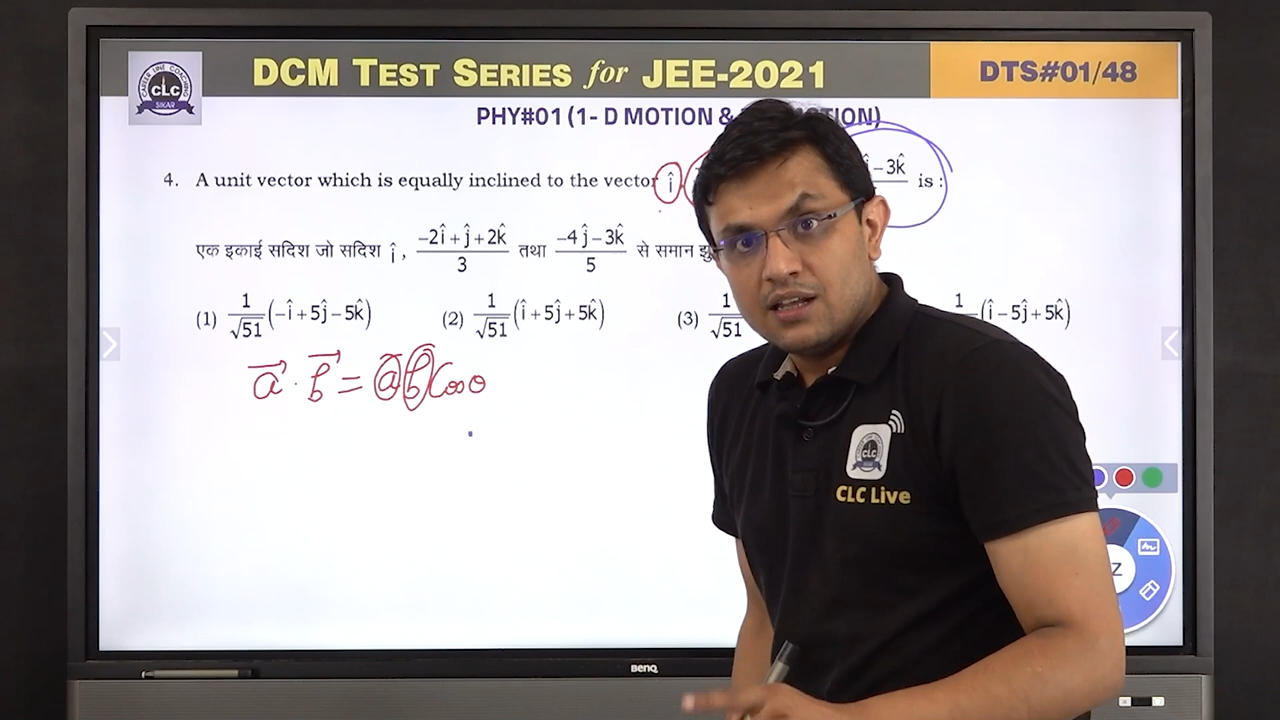 DCM TEST SERIES for JEE-2021
DTS#01/48
CAREER LINE COACHING
CLC
SIKAR
PHY#01 (1- D MOTION & MOTION)
4. A unit vector which is equally inclined to the vector î, -3k̂ is :
एक इकाई सदिश जो सदिश î, (-2î+ĵ+2k̂)/3 तथा (-4ĵ-3k̂)/5 से समान
(1) 1/√51 (-î+5ĵ-5k̂) (2) 1/√51 (î+5ĵ+5k̂) (3) 1/√51 1 (î-5ĵ+5k̂)
a⃗ · b⃗ = a b Cos θ
CLC
CLC Live
Z
BenQ